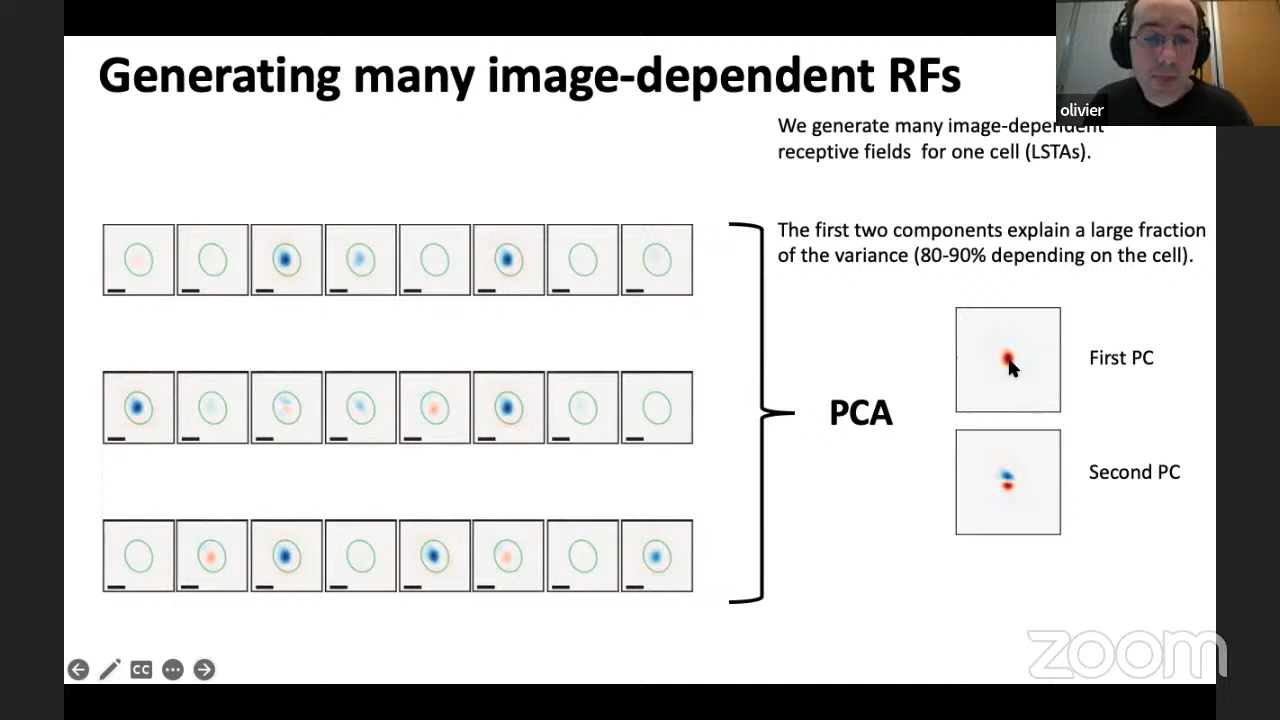 Generating many image-dependent RFs
olivier
We generate many image-dependent
receptive fields for one cell (LSTAs).
The first two components explain a large fraction
of the variance (80-90% depending on the cell).
First PC
PCA
Second PC
CC
zoom